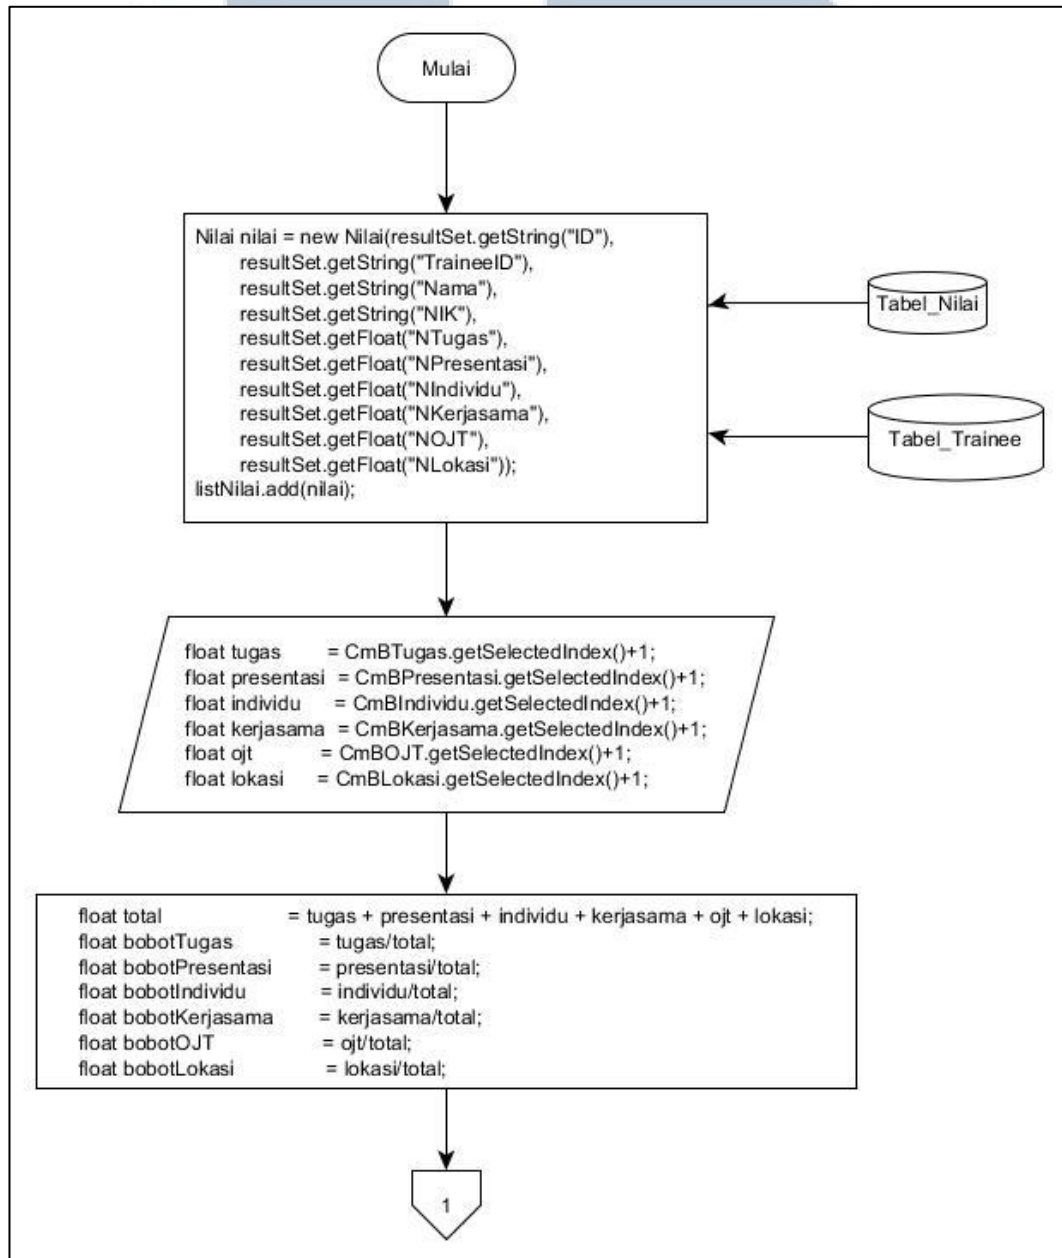 Mulai
Nilai nilai = new Nilai(resultSet.getString("ID"),
resultSet.getString("TraineeID"),
resultSet.getString("Nama"),
resultSet.getString("NIK"),
resultSet.getFloat("NTugas"),
resultSet.getFloat("NPresentasi"),
resultSet.getFloat("NIndividu"),
resultSet.getFloat("NKerjasama"),
resultSet.getFloat("NOJT"),
resultSet.getFloat("NLokasi"));
listNilai.add(nilai);
Tabel_Nilai
Tabel_Trainee
float tugas = CmBTugas.getSelectedIndex()+1;
float presentasi = CmBPresentasi.getSelectedIndex()+1;
float individu = CmBIndividu.getSelectedIndex()+1;
float kerjasama = CmBKerjasama.getSelectedIndex()+1;
float ojt = CmBOJT.getSelectedIndex()+1;
float lokasi = CmBLokasi.getSelectedIndex()+1;
float total = tugas + presentasi + individu + kerjasama + ojt + lokasi;
float bobotTugas = tugas/total;
float bobotPresentasi = presentasi/total;
float bobotIndividu = individu/total;
float bobotKerjasama = kerjasama/total;
float bobotOJT = ojt/total;
float bobotLokasi = lokasi/total;
1